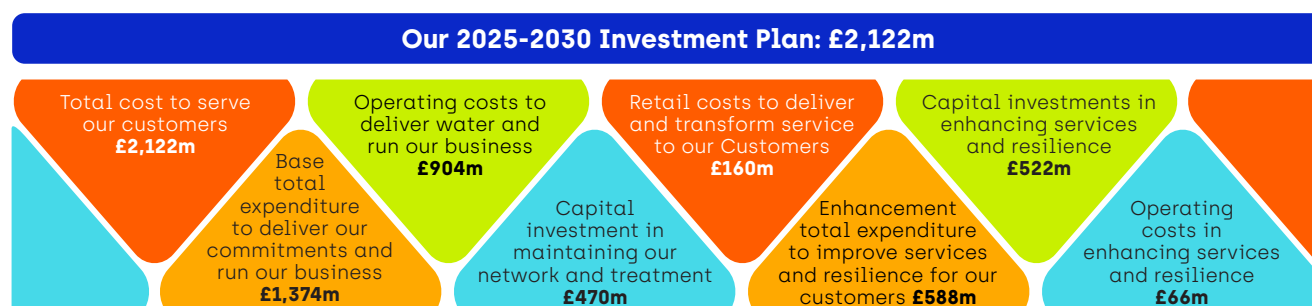 Our 2025-2030 Investment Plan: £2,122m
Total cost to serve
our customers
£2,122m
Base
total
expenditure
to deliver our
commitments and
run our business
£1,374m
Operating costs to
deliver water and
run our business
£904m
Capital
investment in
maintaining our
network and treatment
£470m
Retail costs to deliver
and transform service
to our Customers
£160m
Enhancement
total expenditure
to improve services
and resilience for our
customers £588m
Capital investments in
enhancing services
and resilience
£522m
Operating
costs in
enhancing services
and resilience
£66m